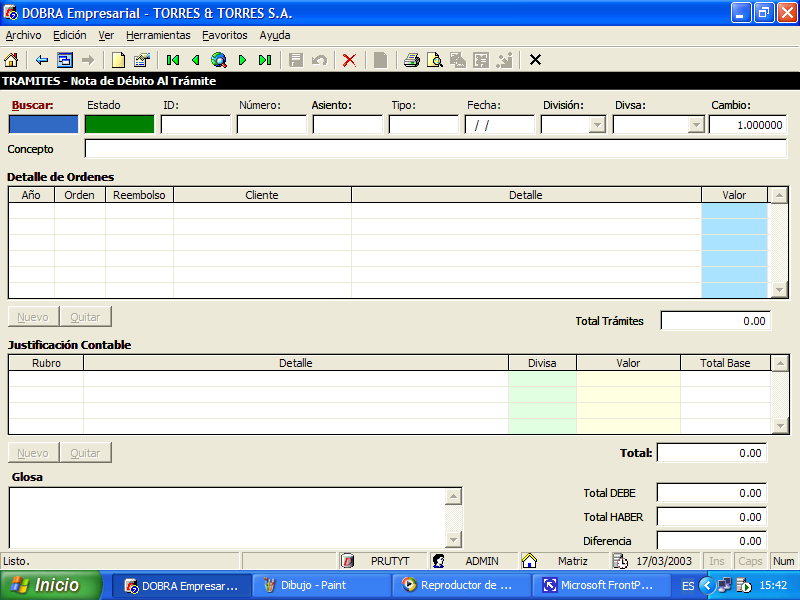 DOBRA Empresarial - TORRES & TORRES S.A.
Archivo Edición Ver Herramientas Favoritos Ayuda
TRAMITES - Nota de Débito Al Trámite
Buscar: Estado ID: Número: Asiento: Tipo: Fecha: División: Divsa: Cambio:
/ / 1.000000
Concepto
Detalle de Ordenes
Año Orden Reembolso Cliente Detalle Valor
Nuevo Quitar
Total Trámites 0.00
Justificación Contable
Rubro Detalle Divisa Valor Total Base
Nuevo Quitar
Total: 0.00
Glosa
Total DEBE 0.00
Total HABER 0.00
Diferencia 0.00
Listo. PRUTYT ADMIN Matriz 17/03/2003 Ins Caps Num
Inicio DOBRA Empresar... Dibujo - Paint Reproductor de ... Microsoft FrontP... ES 15:42